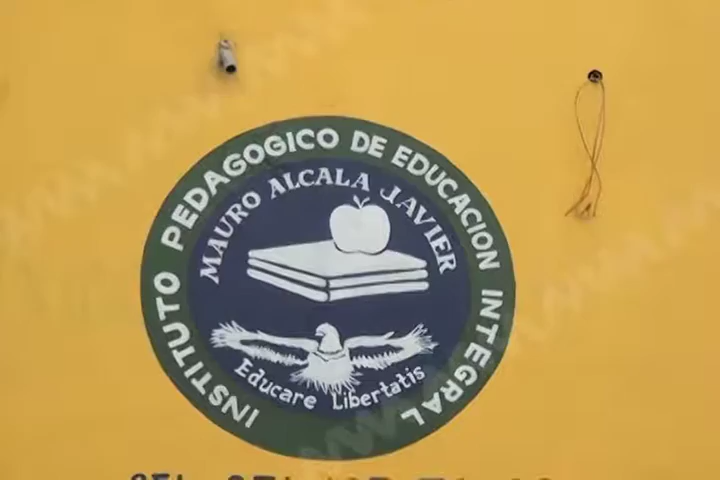 INSTITUTO PEDAGOGICO DE EDUCACION INTEGRAL
MAURO ALCALA JAVIER
Educare Libertatis